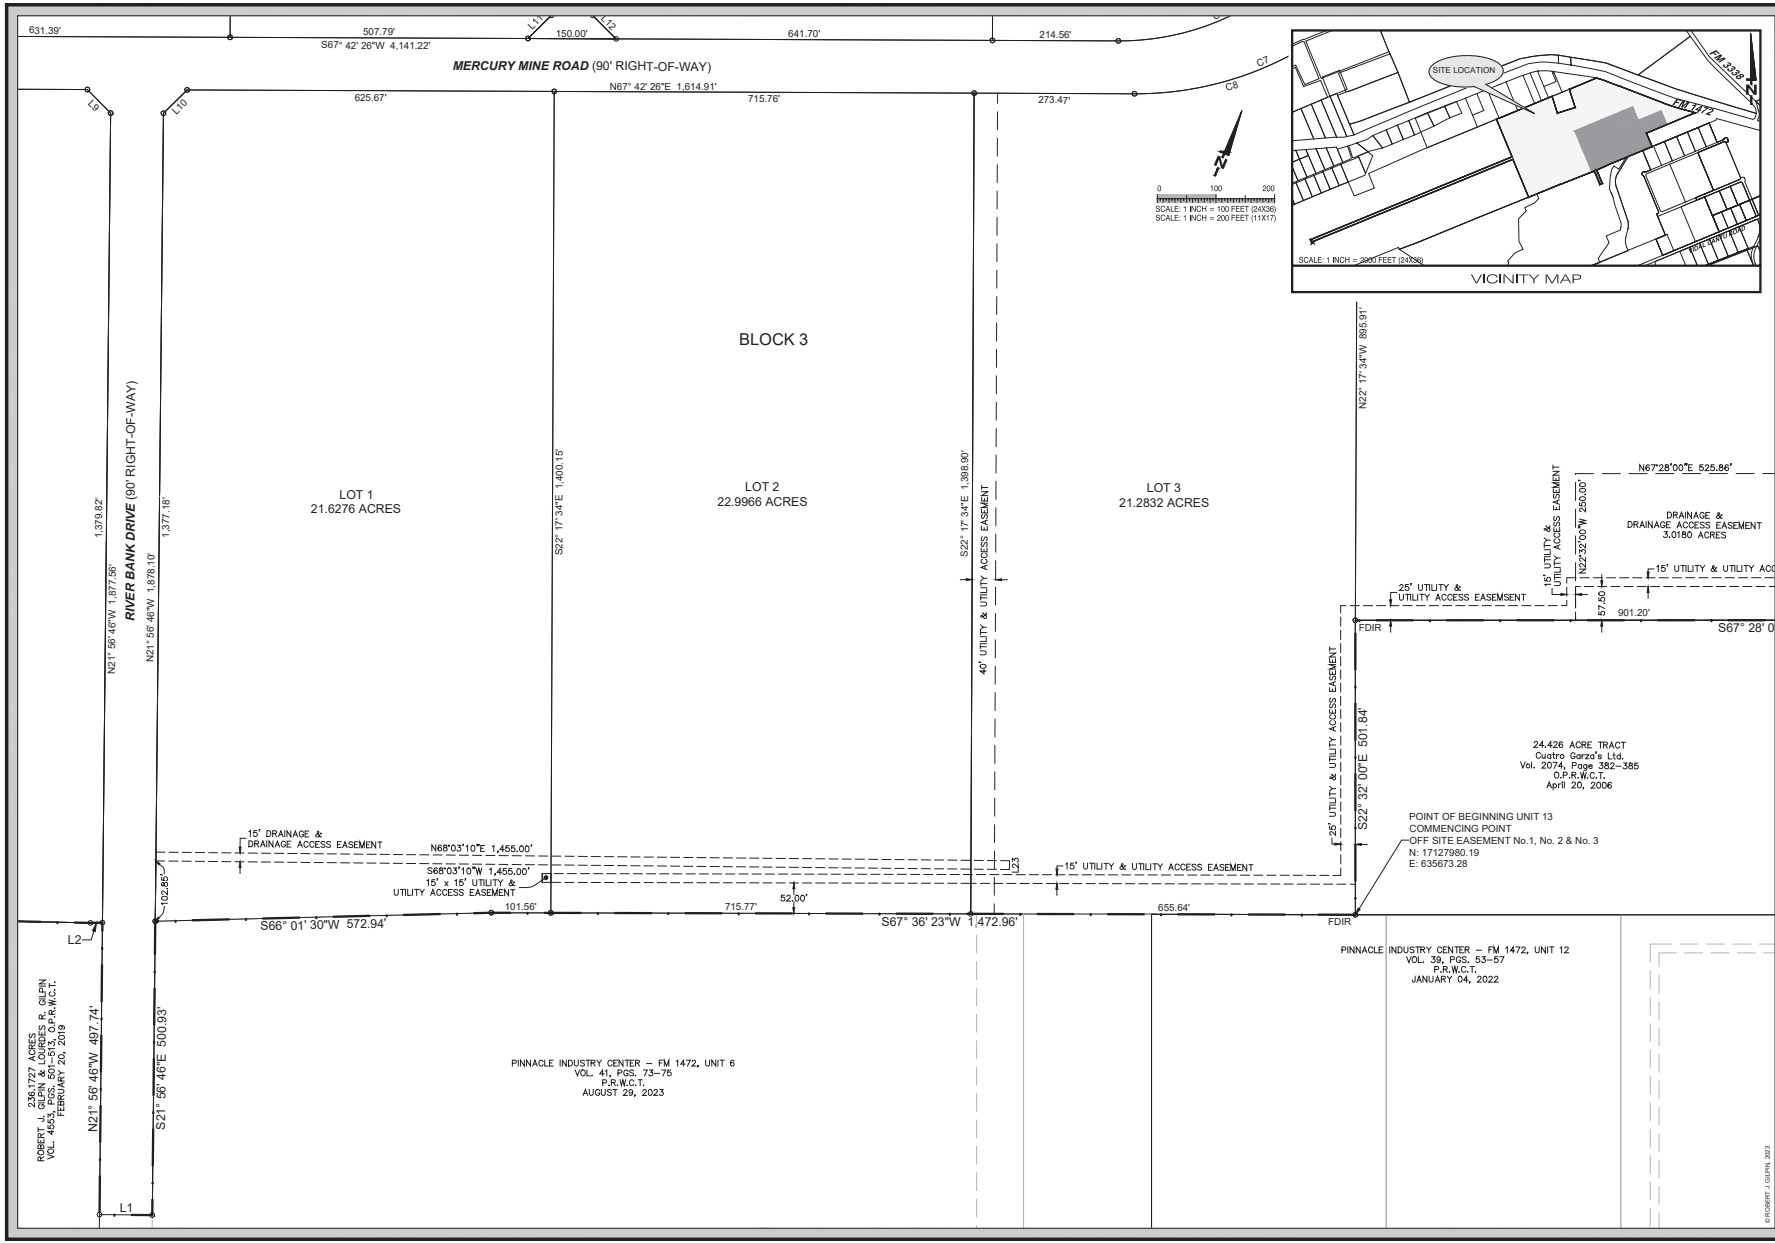 631.39'
507.79'
S67° 42' 26"W 4,141.22'
L11
150.00'
L12
641.70'
214.56'
MERCURY MINE ROAD (90' RIGHT-OF-WAY)
N67° 42' 26"E 1,614.91'
L9
L10
625.67'
715.76'
273.47'
C7
C8
N
0 100 200
SCALE: 1 INCH = 100 FEET (24X36)
SCALE: 1 INCH = 200 FEET (11X17)
SITE LOCATION
FM 3338
FM 1472
N
SCALE: 1 INCH = 2000 FEET (24X36)
VICINITY MAP
BLOCK 3
LOT 1
21.6276 ACRES
LOT 2
22.9966 ACRES
LOT 3
21.2832 ACRES
1,379.82'
N21° 56' 46"W 1,877.56'
RIVER BANK DRIVE (90' RIGHT-OF-WAY)
1,377.18'
N21° 56' 46"W 1,878.10'
S22° 17' 34"E 1,400.15'
S22° 17' 34"E 1,398.90'
40' UTILITY & UTILITY ACCESS EASEMENT
N22° 17' 34"W 895.91'
15' UTILITY &
UTILITY ACCESS EASEMENT
N22°32'00"W 250.00'
N67°28'00"E 525.86'
DRAINAGE &
DRAINAGE ACCESS EASEMENT
3.0180 ACRES
15' UTILITY & UTILITY ACC
25' UTILITY &
UTILITY ACCESS EASEMSENT
57.50
901.20'
FDIR
S67° 28' 0
25' UTILITY & UTILITY ACCESS EASEMENT
S22° 32' 00"E 501.84'
24.426 ACRE TRACT
Cuatro Garza's Ltd.
Vol. 2074, Page 382-385
O.P.R.W.C.T.
April 20, 2006
POINT OF BEGINNING UNIT 13
COMMENCING POINT
OFF SITE EASEMENT No.1, No. 2 & No. 3
N: 17127980.19
E: 635673.28
15' DRAINAGE &
DRAINAGE ACCESS EASEMENT
N68°03'10"E 1,455.00'
S68°03'10"W 1,455.00'
15' x 15' UTILITY &
UTILITY ACCESS EASEMENT
L23
15' UTILITY & UTILITY ACCESS EASEMENT
102.85'
52.00'
101.56'
715.77'
655.64'
S66° 01' 30"W 572.94'
S67° 36' 23"W 1,472.96'
FDIR
L2
PINNACLE INDUSTRY CENTER – FM 1472, UNIT 12
VOL. 39, PGS. 53–57
P.R.W.C.T.
JANUARY 04, 2022
236.1727 ACRES
ROBERT J. GILPIN & LOURDES R. GILPIN
VOL. 4553, PGS. 501–513, O.P.R.W.C.T.
FEBRUARY 20, 2019
N21° 56' 46"W 497.74'
S21° 56' 46"E 500.93'
PINNACLE INDUSTRY CENTER – FM 1472, UNIT 6
VOL. 41, PGS. 73–75
P.R.W.C.T.
AUGUST 29, 2023
L1
© ROBERT J. GILPIN, 2023